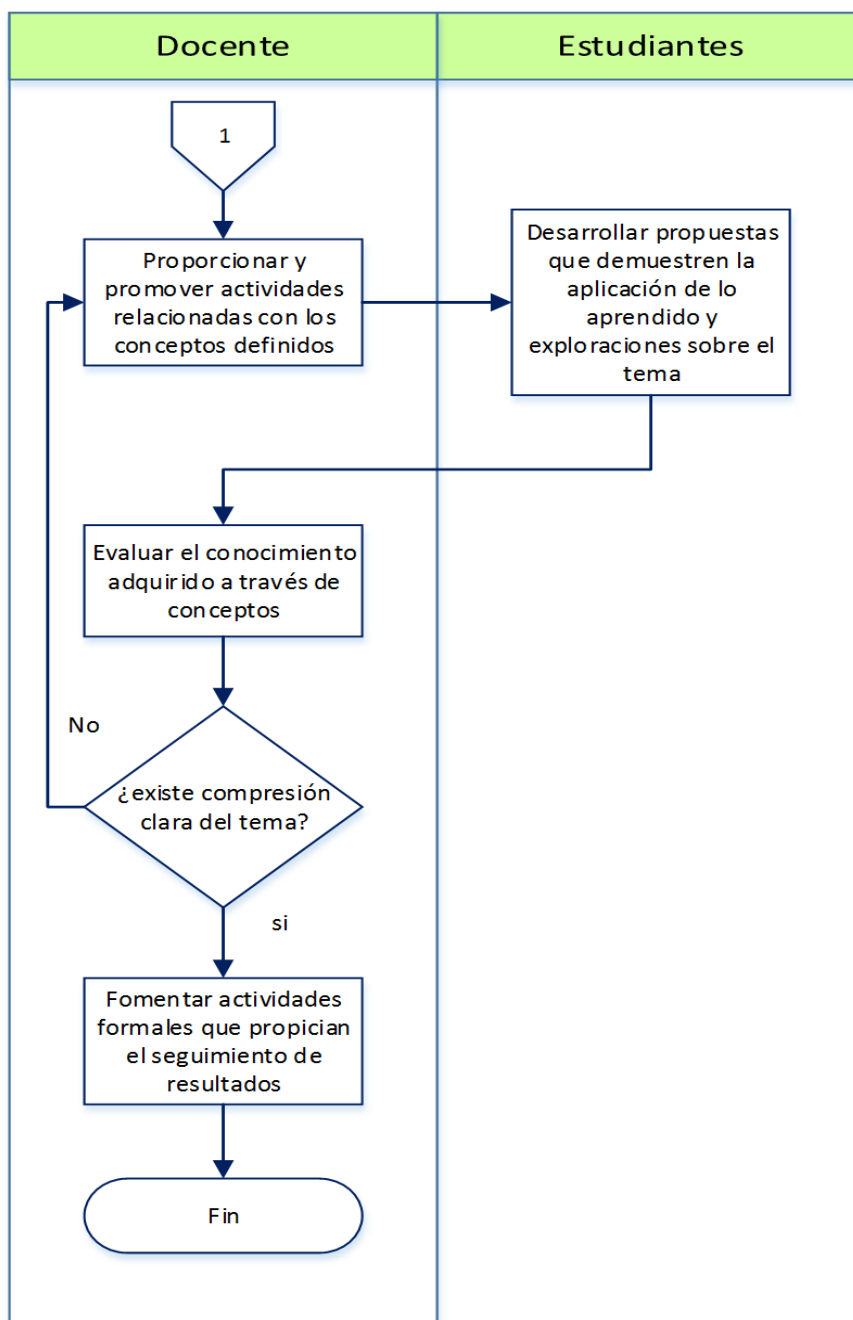 Docente
Estudiantes
1
Proporcionar y
promover actividades
relacionadas con los
conceptos definidos
Desarrollar propuestas
que demuestren la
aplicación de lo
aprendido y
exploraciones sobre el
tema
Evaluar el conocimiento
adquirido a través de
conceptos
No
¿existe compresión
clara del tema?
si
Fomentar actividades
formales que propician
el seguimiento de
resultados
Fin